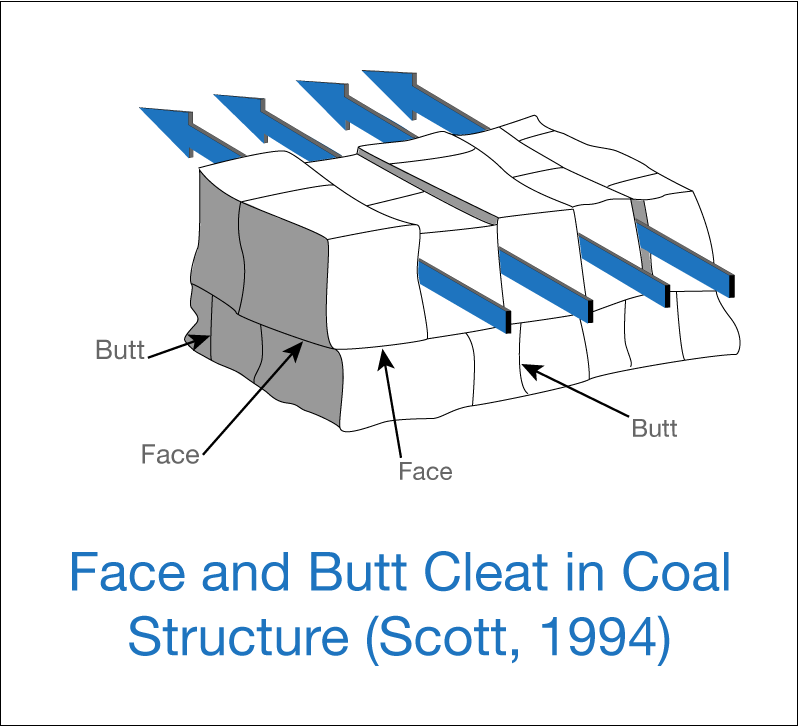 Butt
Face
Face
Butt
Face and Butt Cleat in Coal
Structure (Scott, 1994)